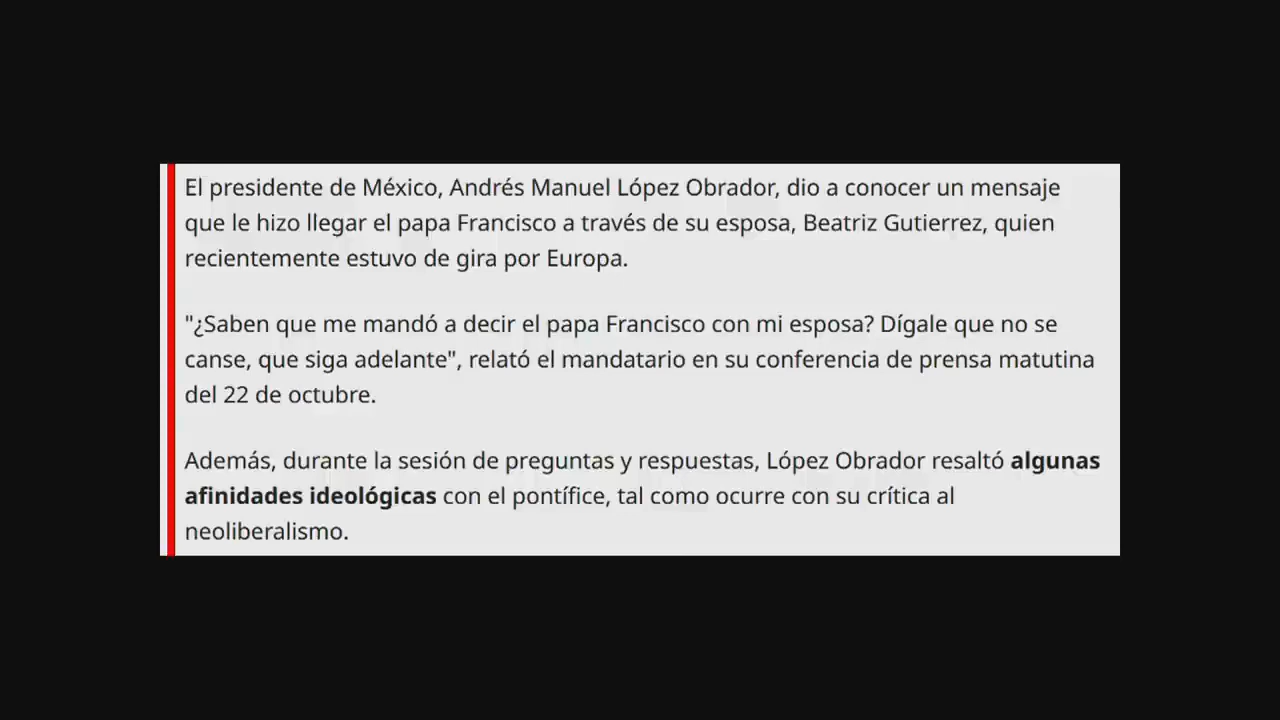 El presidente de México, Andrés Manuel López Obrador, dio a conocer un mensaje
que le hizo llegar el papa Francisco a través de su esposa, Beatriz Gutierrez, quien
recientemente estuvo de gira por Europa.
"¿Saben que me mandó a decir el papa Francisco con mi esposa? Dígale que no se
canse, que siga adelante", relató el mandatario en su conferencia de prensa matutina
del 22 de octubre.
Además, durante la sesión de preguntas y respuestas, López Obrador resaltó algunas
afinidades ideológicas con el pontífice, tal como ocurre con su crítica al
neoliberalismo.